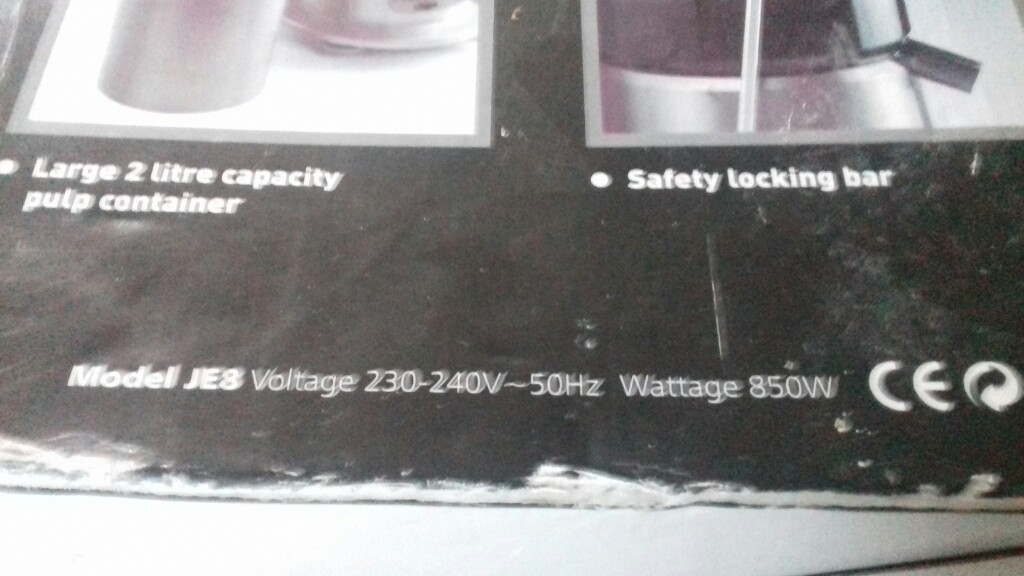 • Large 2 litre capacity
pulp container
• Safety locking bar
Model JE8 Voltage 230-240V~50Hz Wattage 850W CE